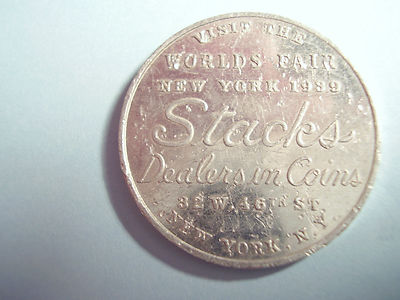 VISIT THE
WORLDS FAIR
NEW YORK 1939
Stacks
Dealers in Coins
32 W. 46TH ST.
NEW YORK, N.Y.